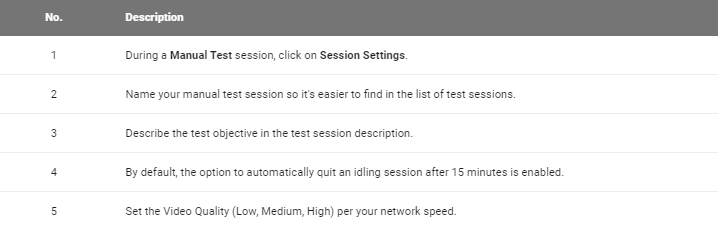 No. Description
1 During a Manual Test session, click on Session Settings.
2 Name your manual test session so it's easier to find in the list of test sessions.
3 Describe the test objective in the test session description.
4 By default, the option to automatically quit an idling session after 15 minutes is enabled.
5 Set the Video Quality (Low, Medium, High) per your network speed.